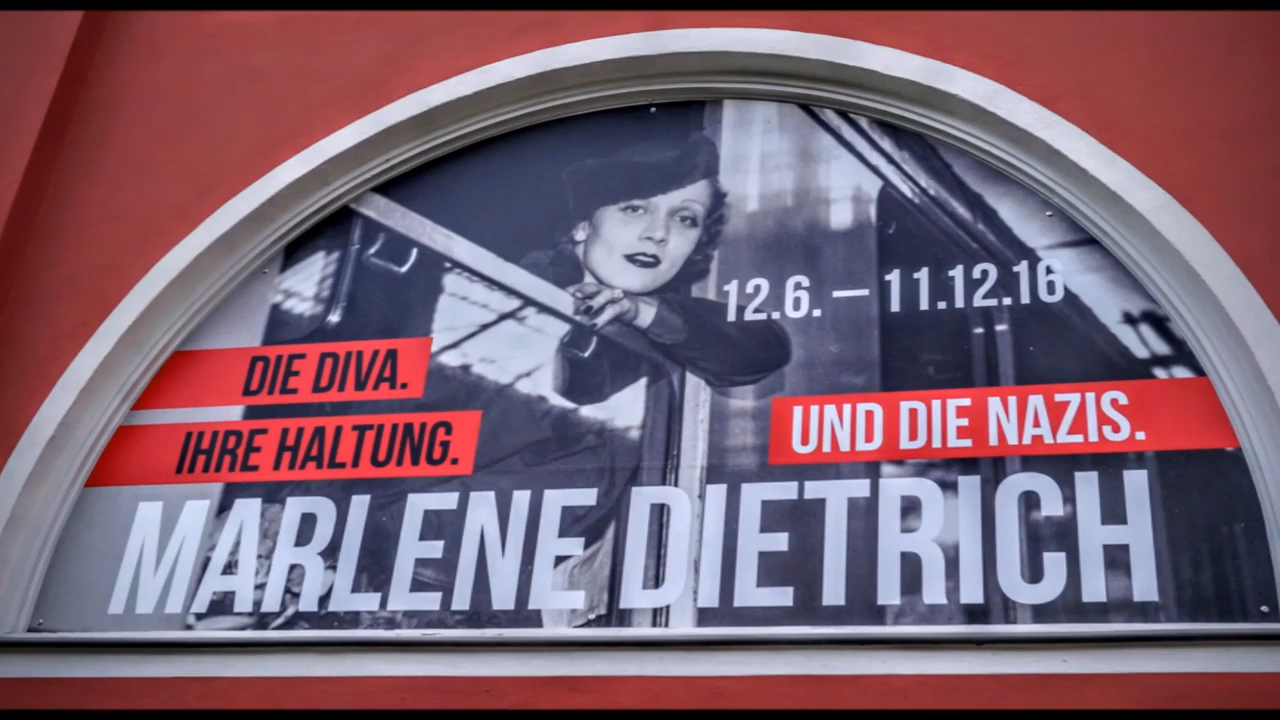 12.6. – 11.12.16
DIE DIVA.
IHRE HALTUNG.
UND DIE NAZIS.
MARLENE DIETRICH